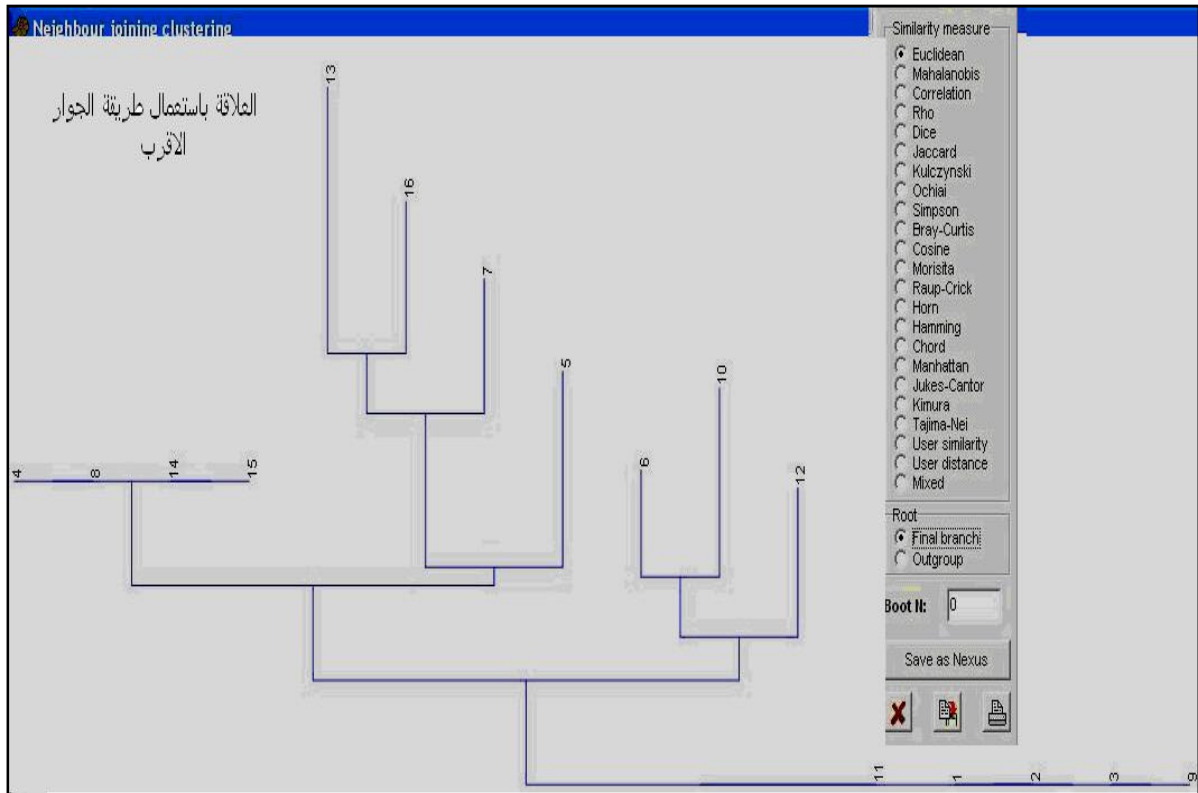 Neighbour joining clustering
العلاقة باستعمال طريقة الجوار
الاقرب
13
16
7
5
10
6
12
4
8
14
15
11
1
2
3
9
Similarity measure
Euclidean
Mahalanobis
Correlation
Rho
Dice
Jaccard
Kulczynski
Ochiai
Simpson
Bray-Curtis
Cosine
Morisita
Raup-Crick
Horn
Hamming
Chord
Manhattan
Jukes-Cantor
Kimura
Tajima-Nei
User similarity
User distance
Mixed
Root
Final branch
Outgroup
Boot N: 0
Save as Nexus